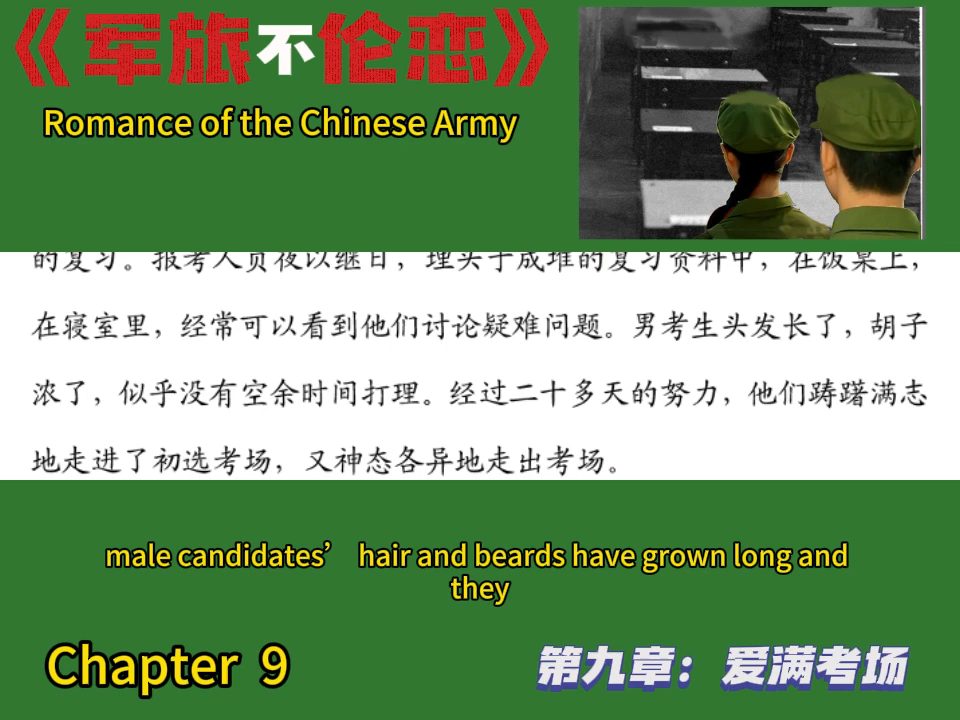 《军旅不伦恋》
Romance of the Chinese Army
的复习。报考人员夜以继日，埋头于成堆的复习资料中，在饭桌上，
在寝室里，经常可以看到他们讨论疑难问题。男考生头发长了，胡子
浓了，似乎没有空余时间打理。经过二十多天的努力，他们踌躇满志
地走进了初选考场，又神态各异地走出考场。
male candidates’ hair and beards have grown long and
they
Chapter 9
第九章：爱满考场